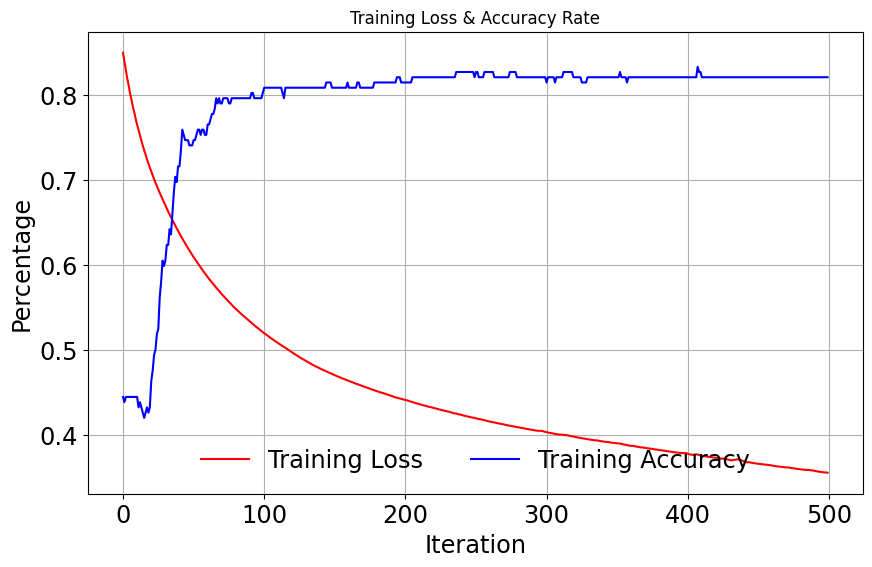 Training Loss & Accuracy Rate
Percentage
0.8
0.7
0.6
0.5
0.4
Training Loss
Training Accuracy
0 100 200 300 400 500
Iteration